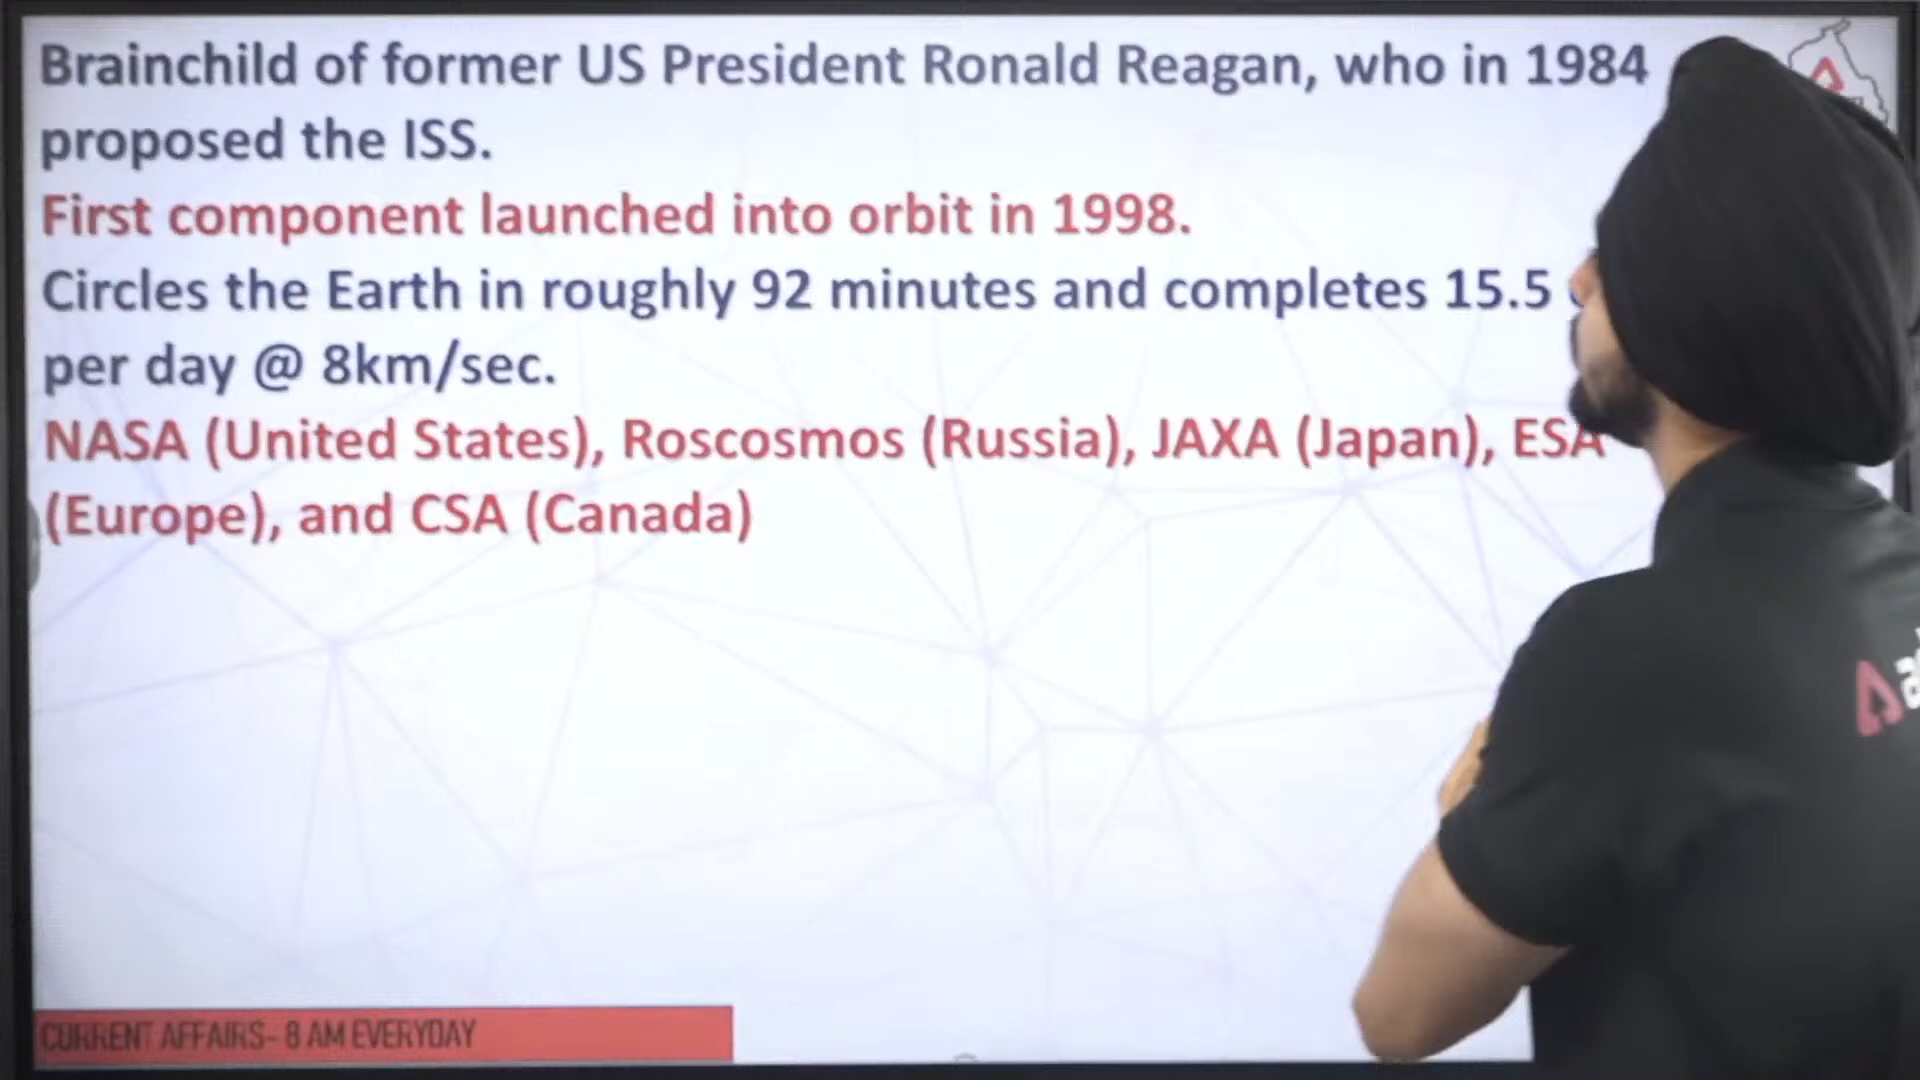 Brainchild of former US President Ronald Reagan, who in 1984
proposed the ISS.
First component launched into orbit in 1998.
Circles the Earth in roughly 92 minutes and completes 15.5
per day @ 8km/sec.
NASA (United States), Roscosmos (Russia), JAXA (Japan), ESA
(Europe), and CSA (Canada)
CURRENT AFFAIRS- 8 AM EVERYDAY